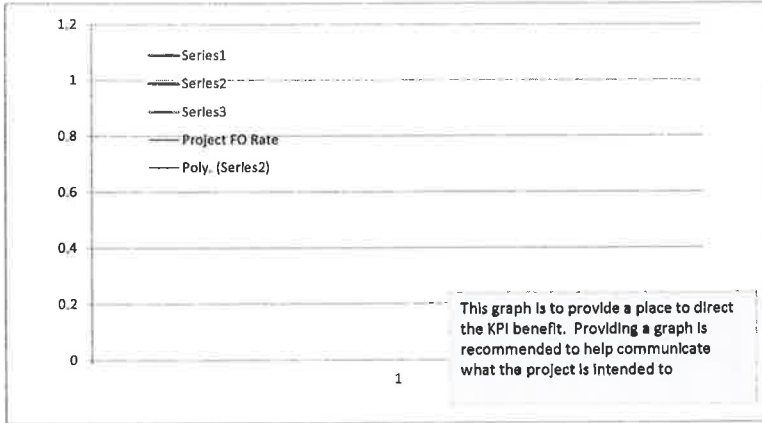 1.2
1
0.8
0.6
0.4
0.2
0
Series1
Series2
Series3
Project FO Rate
Poly. (Series2)
1
This graph is to provide a place to direct
the KPI benefit.  Providing a graph is
recommended to help communicate
what the project is intended to